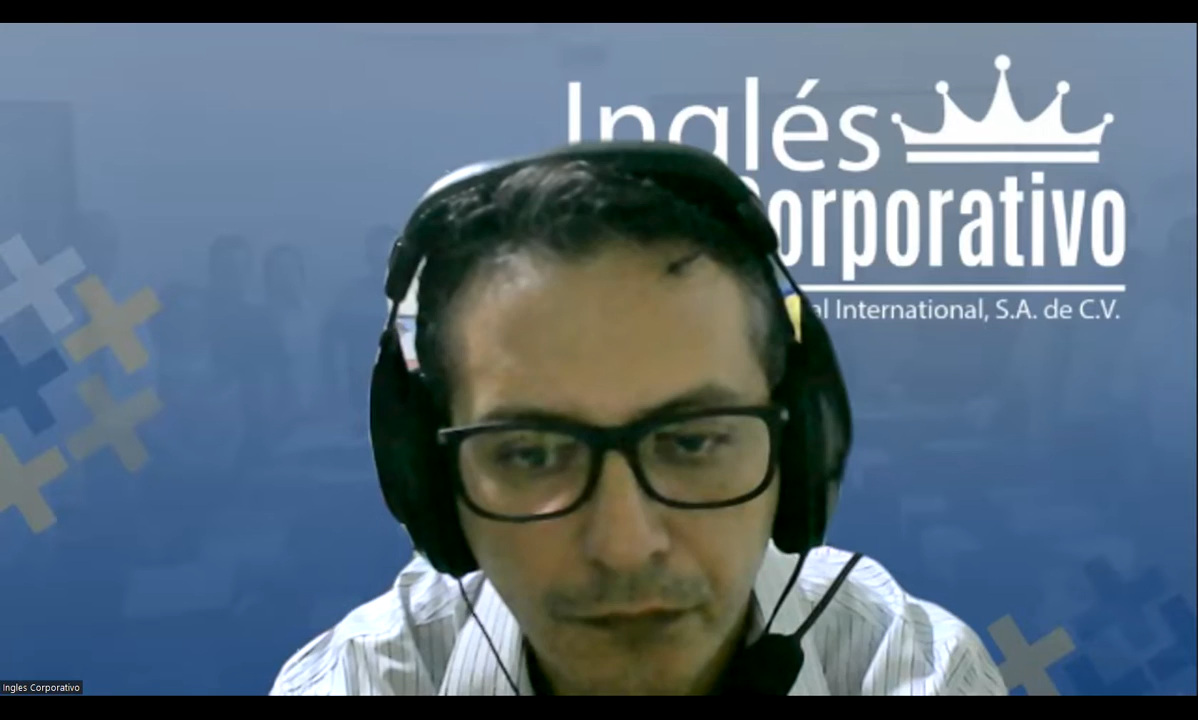 Inglés
orporativo
al International, S.A. de C.V.
Ingles Corporativo